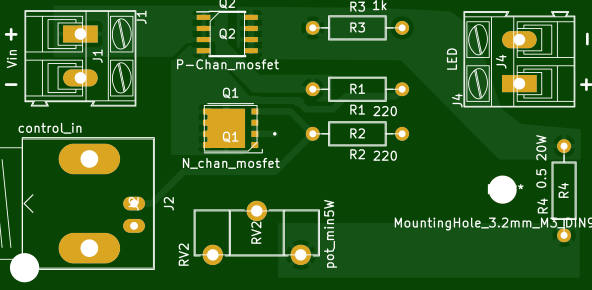 Q2
J1
R3 1k
+
Q2
R3
LED
J4
-
Vin
J1
P-Chan_mosfet
-
Q1
R1
J4
+
R1 220
control_in
Q1
R2
N_chan_mosfet
R2 220
0.5 20W
R4
*
R4
J2
J2
MountingHole_3.2mm_M3_DIN9
RV2
RV2
pot_min5W